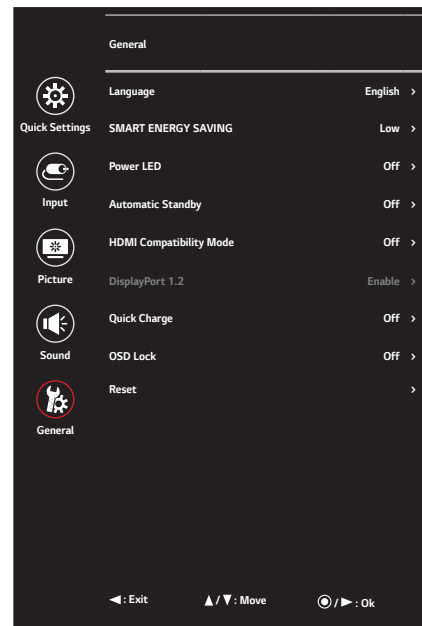 General
Quick Settings
Input
Picture
Sound
General
Language English >
SMART ENERGY SAVING Low >
Power LED Off >
Automatic Standby Off >
HDMI Compatibility Mode Off >
DisplayPort 1.2 Enable >
Quick Charge Off >
OSD Lock Off >
Reset >
◀ : Exit ▲ / ▼ : Move ◉ / ▶ : Ok